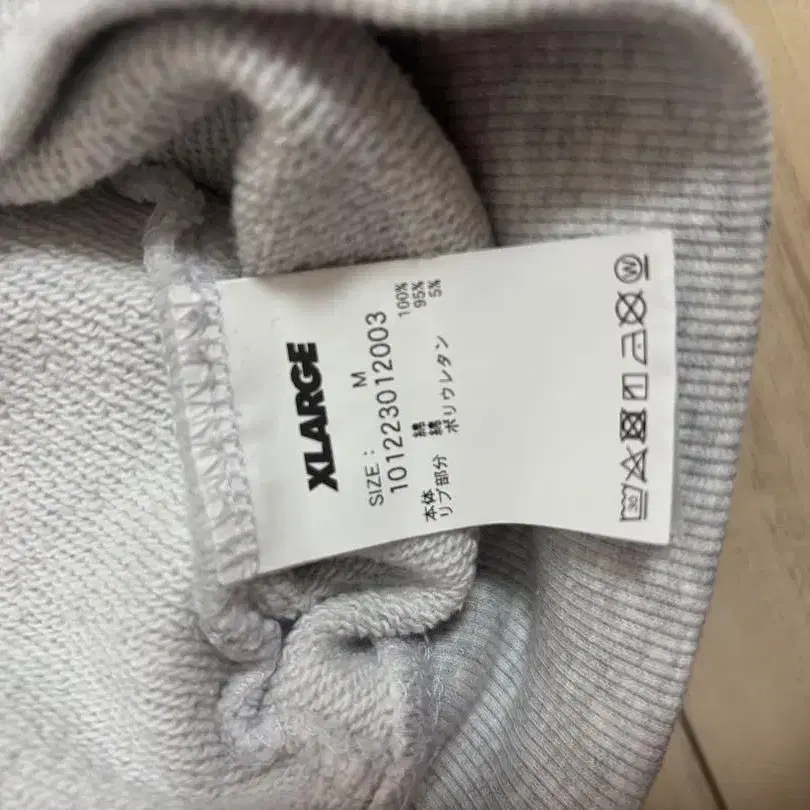 XLARGE
SIZE: M
101223012003
本体 綿 100%
リブ部分 綿 95%
ポリウレタン 5%
30
W